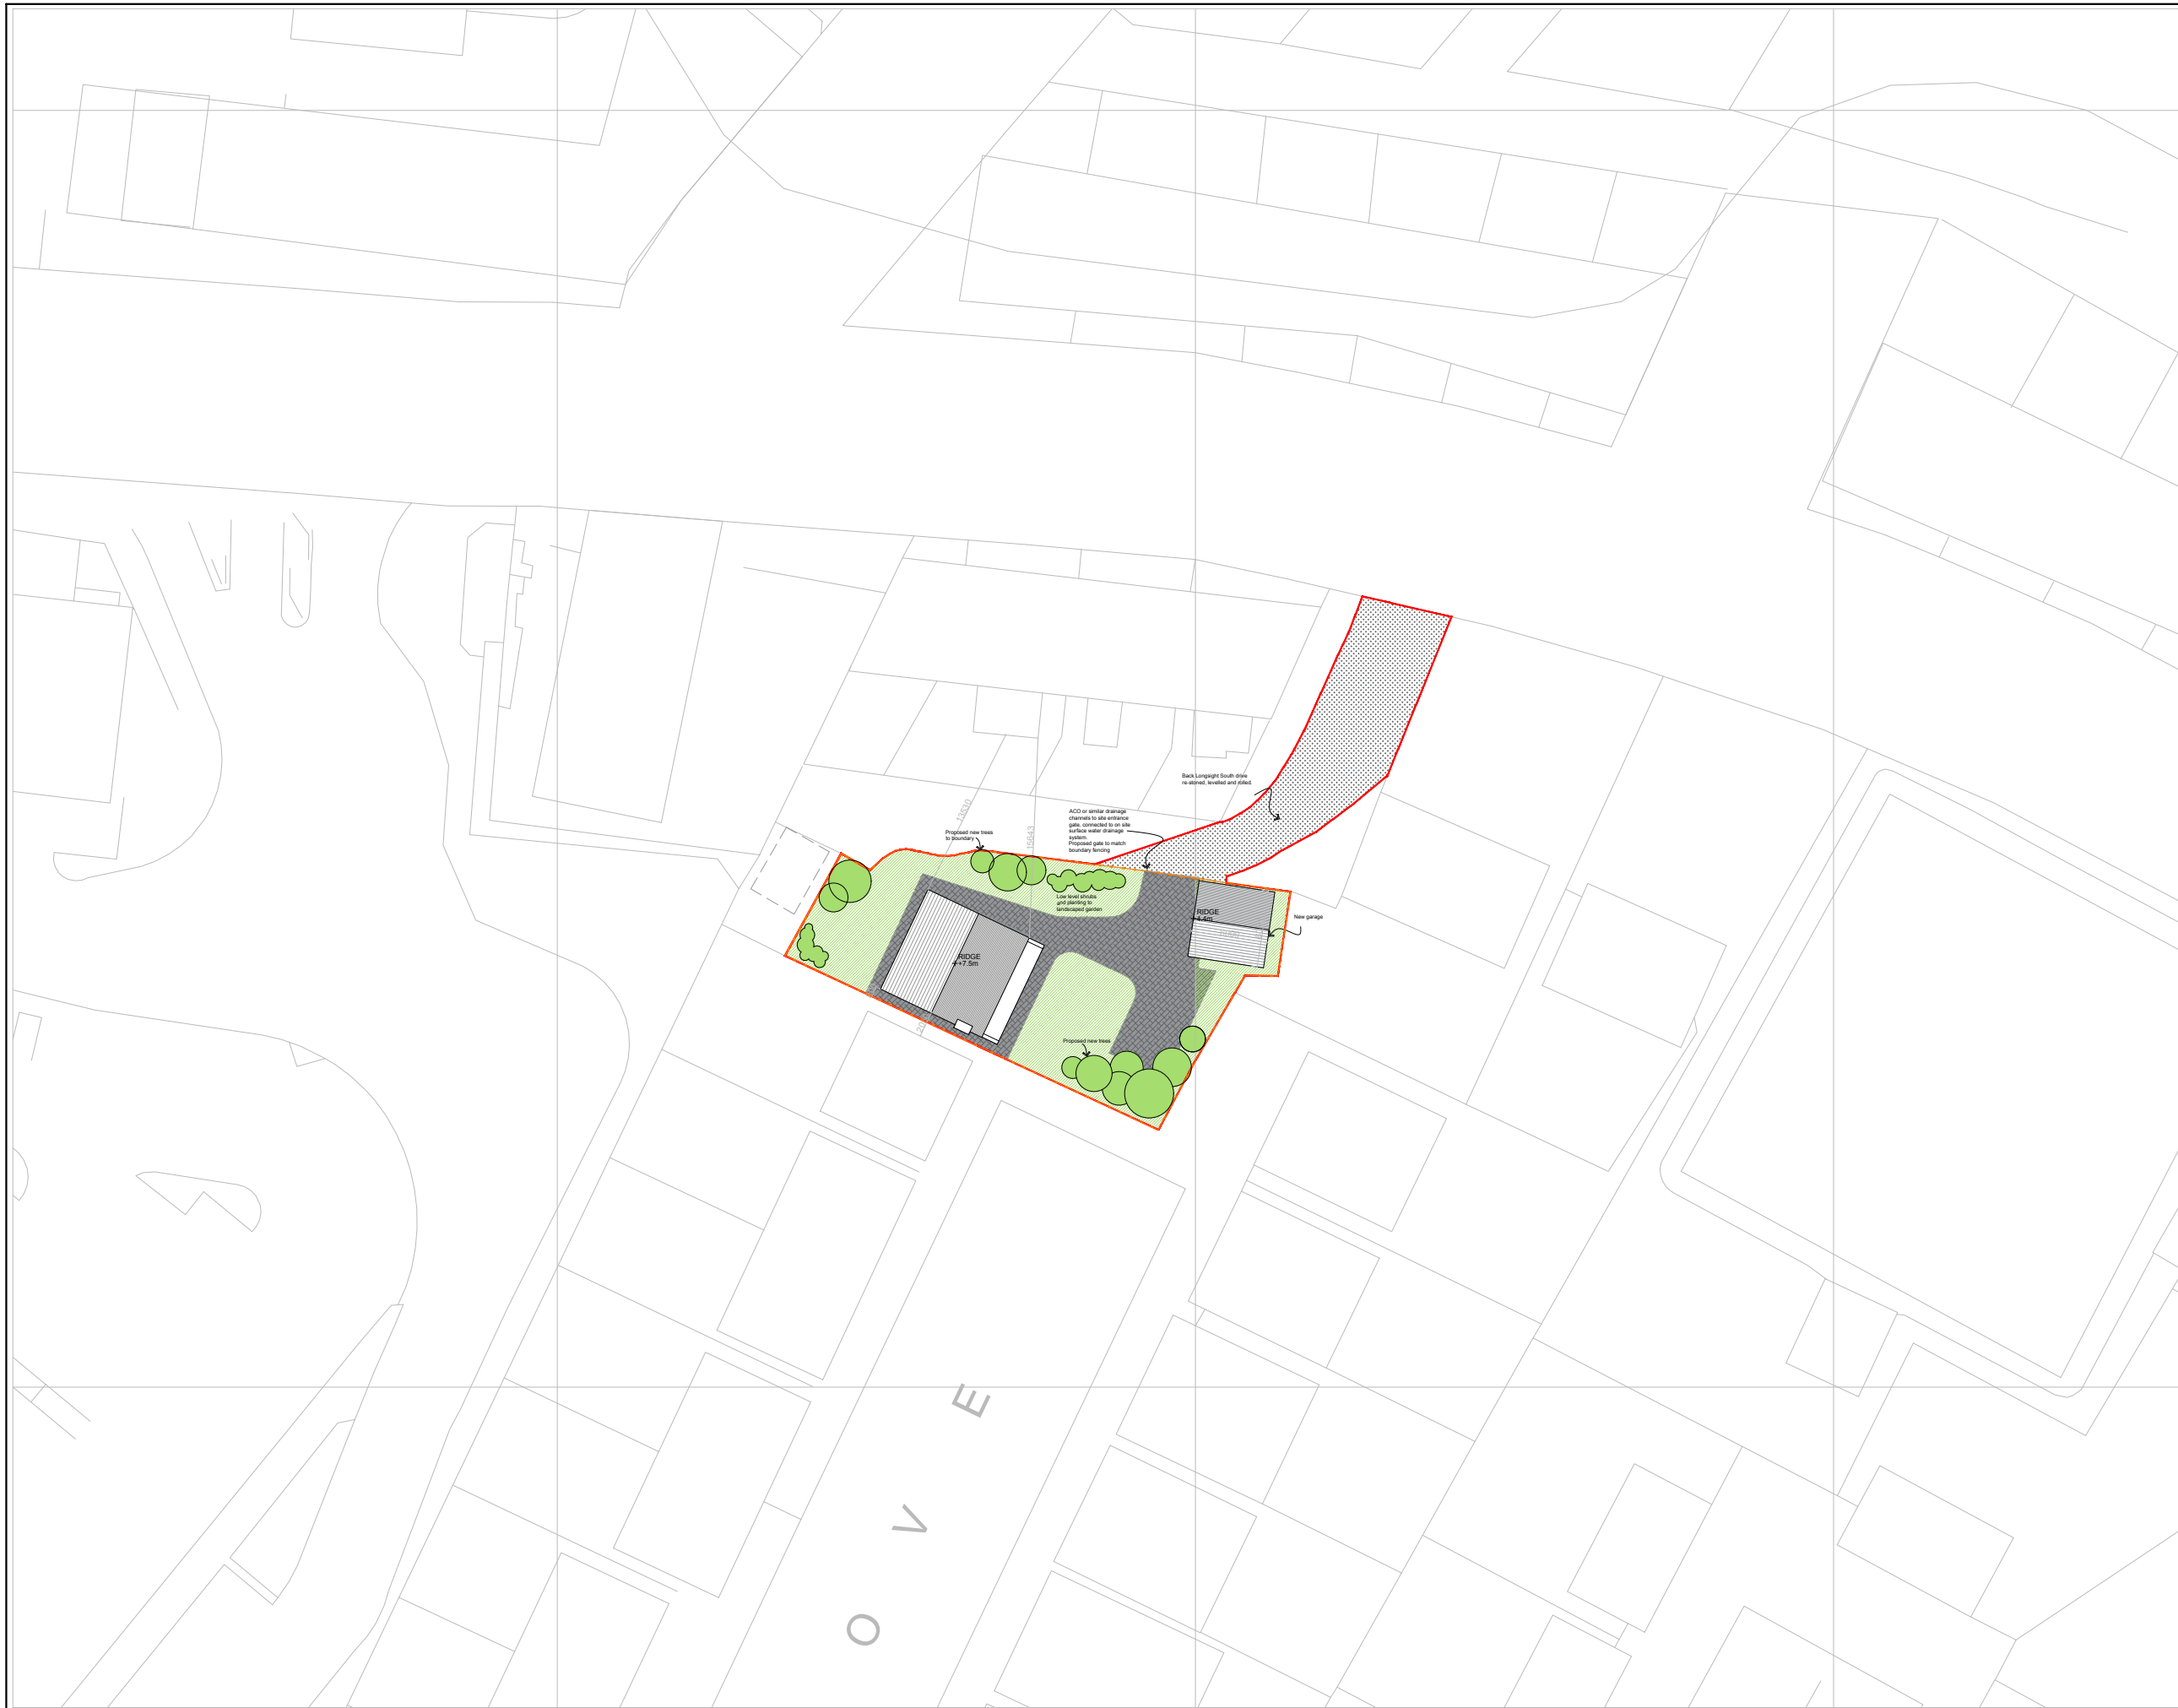 Back Longsight South drive
re-stoned, levelled and rolled.
13530
15643
ACO or similar drainage
channels to site entrance
gate, connected to on site
surface water drainage
system.
Proposed gate to match
boundary fencing
Proposed new trees
to boundary
Low level shrubs
and planting to
landscaped garden
RIDGE
+4.4m
New garage
RIDGE
+7.5m
Proposed new trees
E
V
O